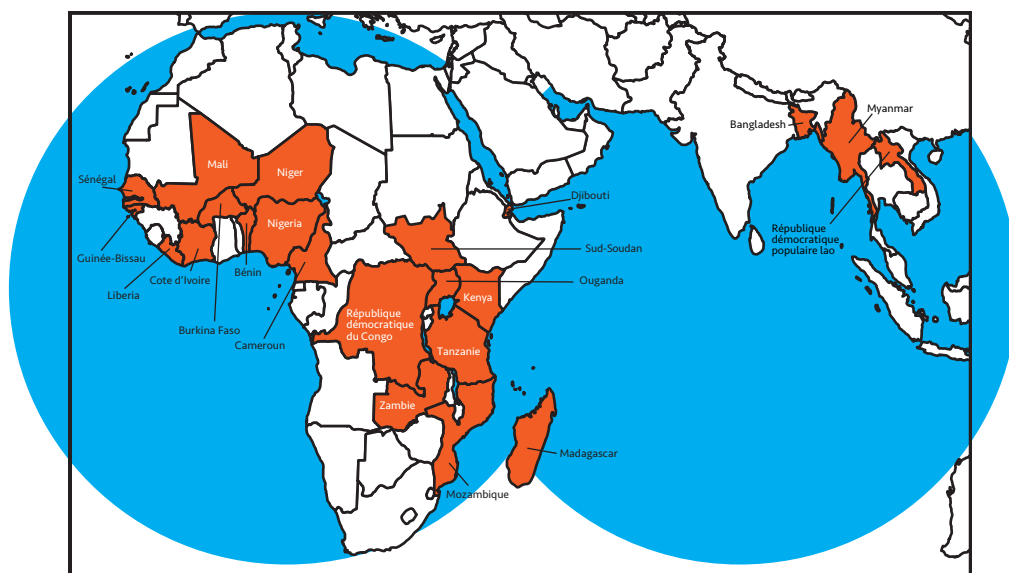 Bangladesh
Myanmar
Mali
Niger
Sénégal
Djibouti
Nigeria
République
démocratique
populaire lao
Guinée-Bissau
Sud-Soudan
Bénin
Cote d’Ivoire
Ouganda
Liberia
Kenya
République
démocratique
du Congo
Burkina Faso
Cameroun
Tanzanie
Zambie
Madagascar
Mozambique